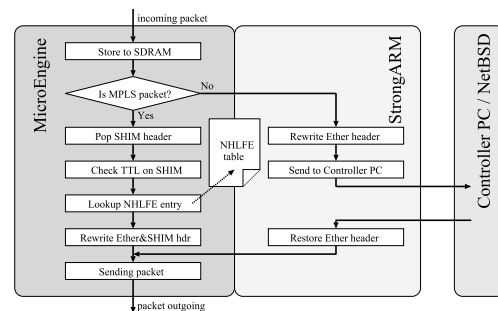 incoming packet
MicroEngine
StrongARM
Controller PC / NetBSD
Store to SDRAM
Is MPLS packet?
No
Yes
Pop SHIM header
NHLFE
table
Rewrite Ether header
Check TTL on SHIM
Send to Controller PC
Lookup NHLFE entry
Rewrite Ether&SHIM hdr
Restore Ether header
Sending packet
packet outgoing